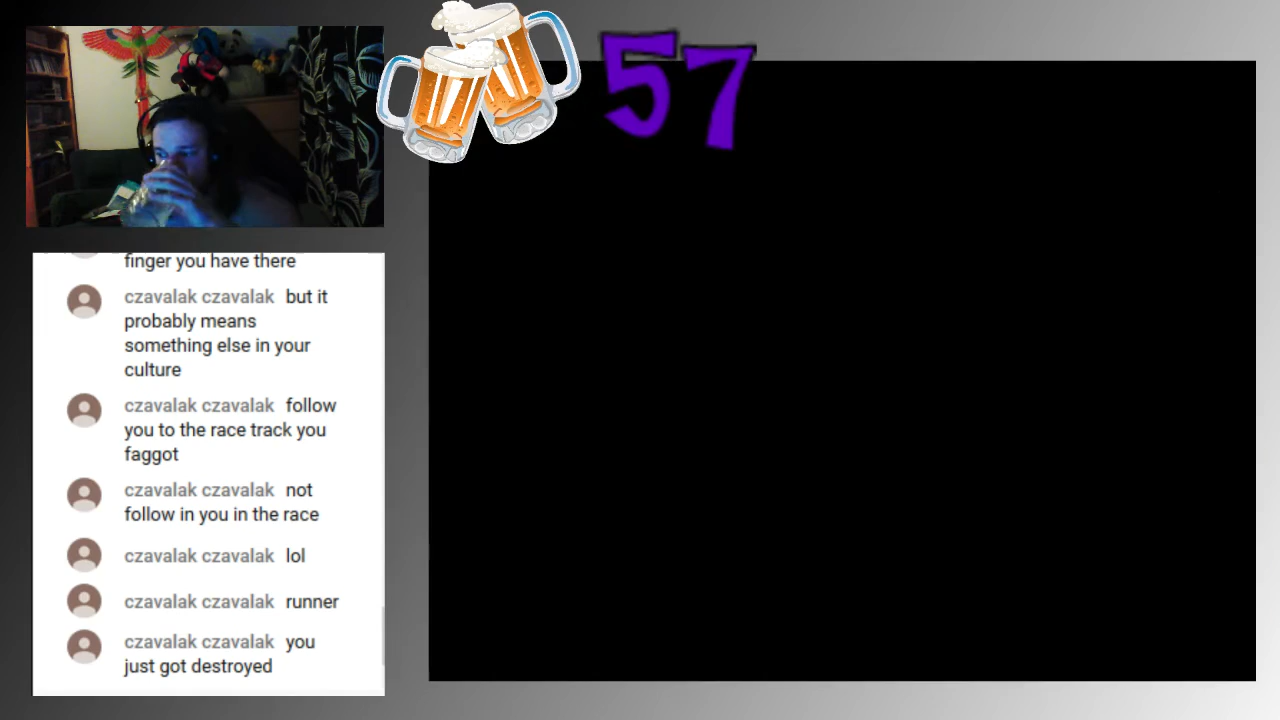 57
finger you have there
czavalak czavalak but it
probably means
something else in your
culture
czavalak czavalak follow
you to the race track you
faggot
czavalak czavalak not
follow in you in the race
czavalak czavalak lol
czavalak czavalak runner
czavalak czavalak you
just got destroyed